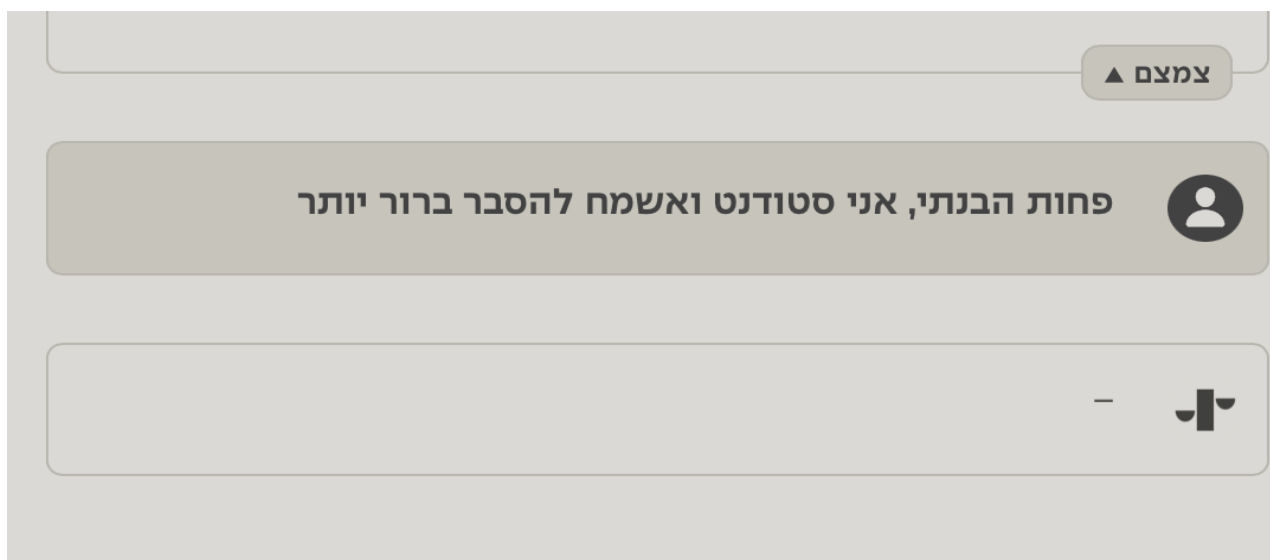 צמצם ▲
פחות הבנתי, אני סטודנט ואשמח להסבר ברור יותר
–